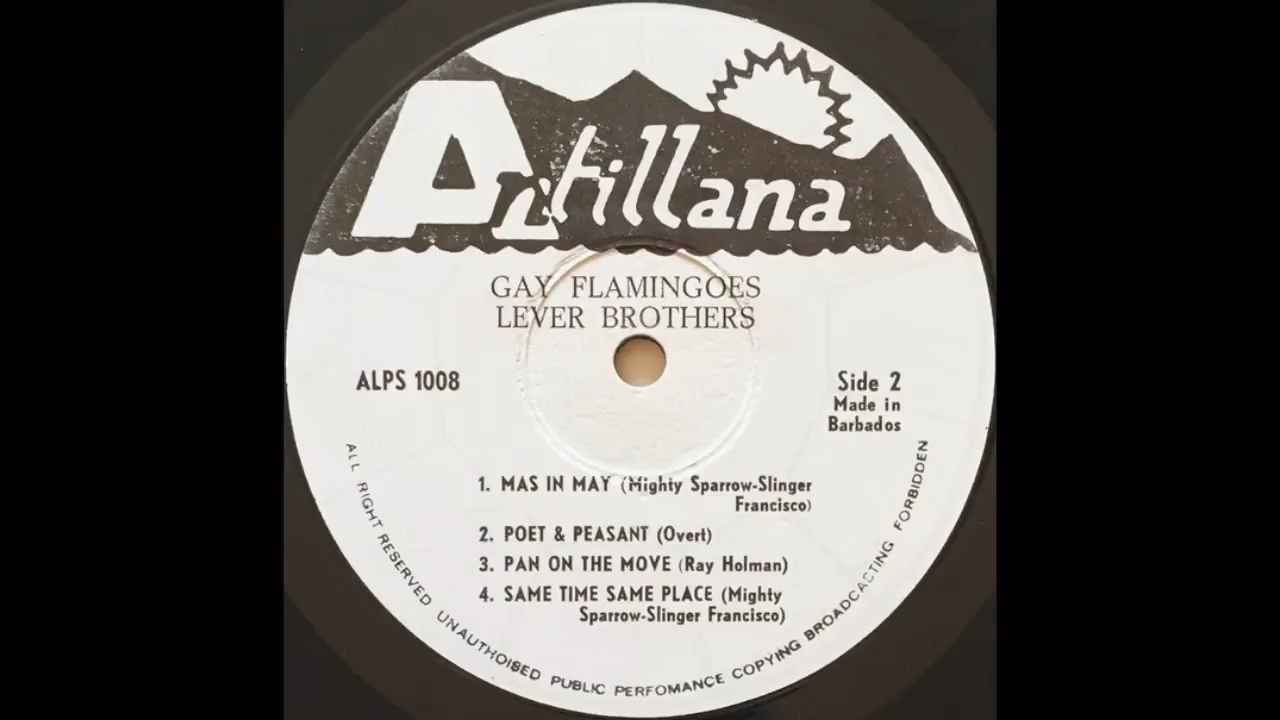 Antillana
GAY FLAMINGOES
LEVER BROTHERS
ALPS 1008
Side 2
Made in
Barbados
1. MAS IN MAY (Mighty Sparrow-Slinger
Francisco)
2. POET & PEASANT (Overt)
3. PAN ON THE MOVE (Ray Holman)
4. SAME TIME SAME PLACE (Mighty
Sparrow-Slinger Francisco)
ALL RIGHT RESERVED UNAUTHOISED PUBLIC PERFOMANCE COPYING BROADCASTING FORBIDDEN